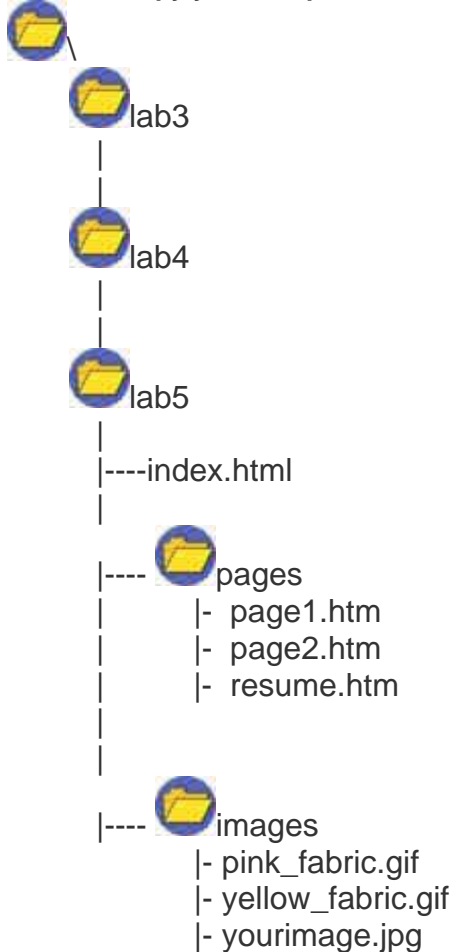 \
lab3
|
|
lab4
|
|
lab5
|
|----index.html
|
|---- pages
| |- page1.htm
| |- page2.htm
| |- resume.htm
|
|
|---- images
|- pink_fabric.gif
|- yellow_fabric.gif
|- yourimage.jpg